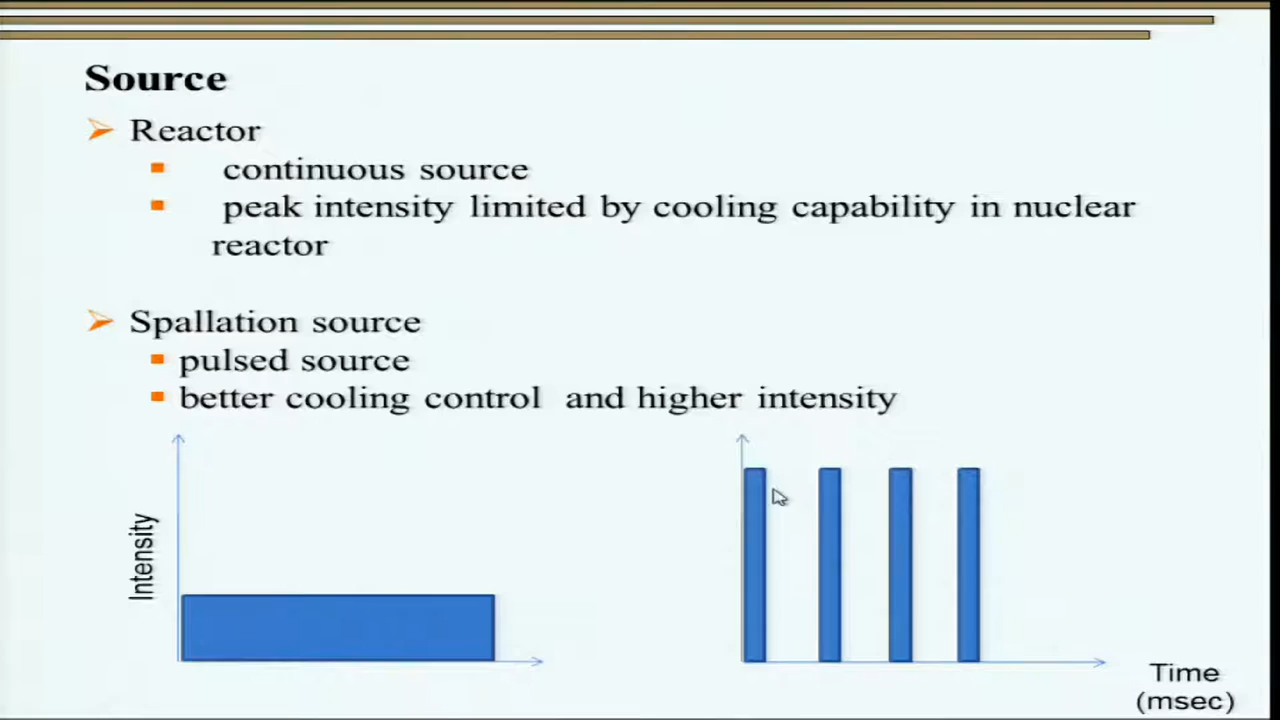 Source
Reactor
continuous source
peak intensity limited by cooling capability in nuclear
reactor
Spallation source
pulsed source
better cooling control and higher intensity
Intensity
Time
(msec)